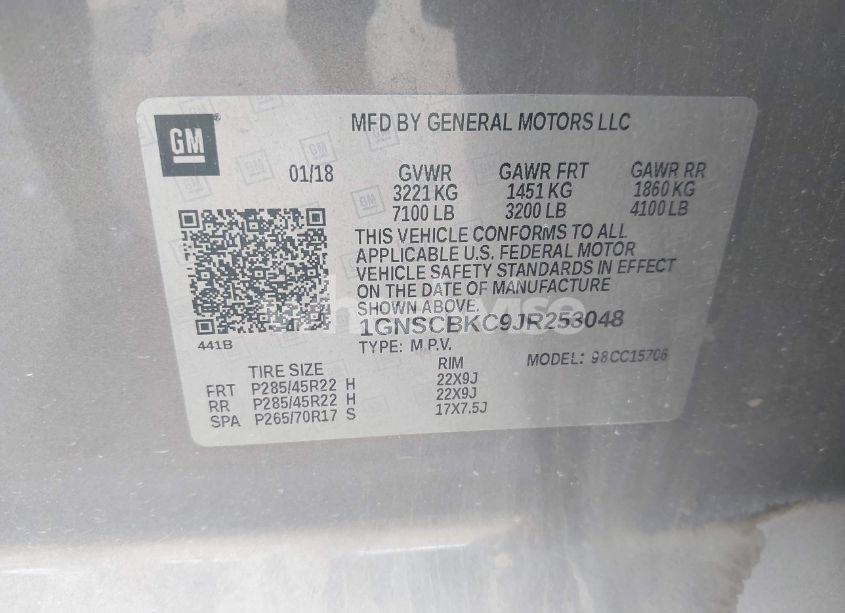 GM
MFD BY GENERAL MOTORS LLC
01/18
GVWR GAWR FRT GAWR RR
3221 KG 1451 KG 1860 KG
7100 LB 3200 LB 4100 LB
THIS VEHICLE CONFORMS TO ALL
APPLICABLE U.S. FEDERAL MOTOR
VEHICLE SAFETY STANDARDS IN EFFECT
ON THE DATE OF MANUFACTURE
SHOWN ABOVE.
1GNSCBKC9JR253048
441B
TYPE: M.P.V. MODEL: 98CC15706
TIRE SIZE RIM
FRT P285/45R22 H 22X9J
RR P285/45R22 H 22X9J
SPA P265/70R17 S 17X7.5J